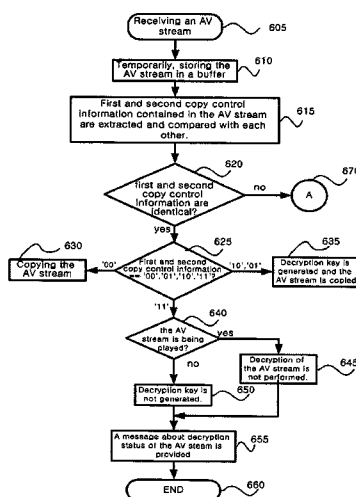 Receiving an AV
stream
605
Temporarily, storing the
AV stream in a buffer
610
First and second copy control
information contained in the AV stream
are extracted and compared with each
other.
615
620
first and second
copy control
information are
identical?
no
A
670
yes
630
'00'
Copying the
AV stream
625
First and second
copy control information
== '00','01','10','11'?
'10','01'
635
Decryption key is
generated and the
AV stream is copied
'11'
640
the AV
stream is being
played?
yes
no
Decryption of
the AV stream is
not performed.
645
Decryption key is
not generated.
650
A message about decryption
status of the AV steam is
provided
655
END
660